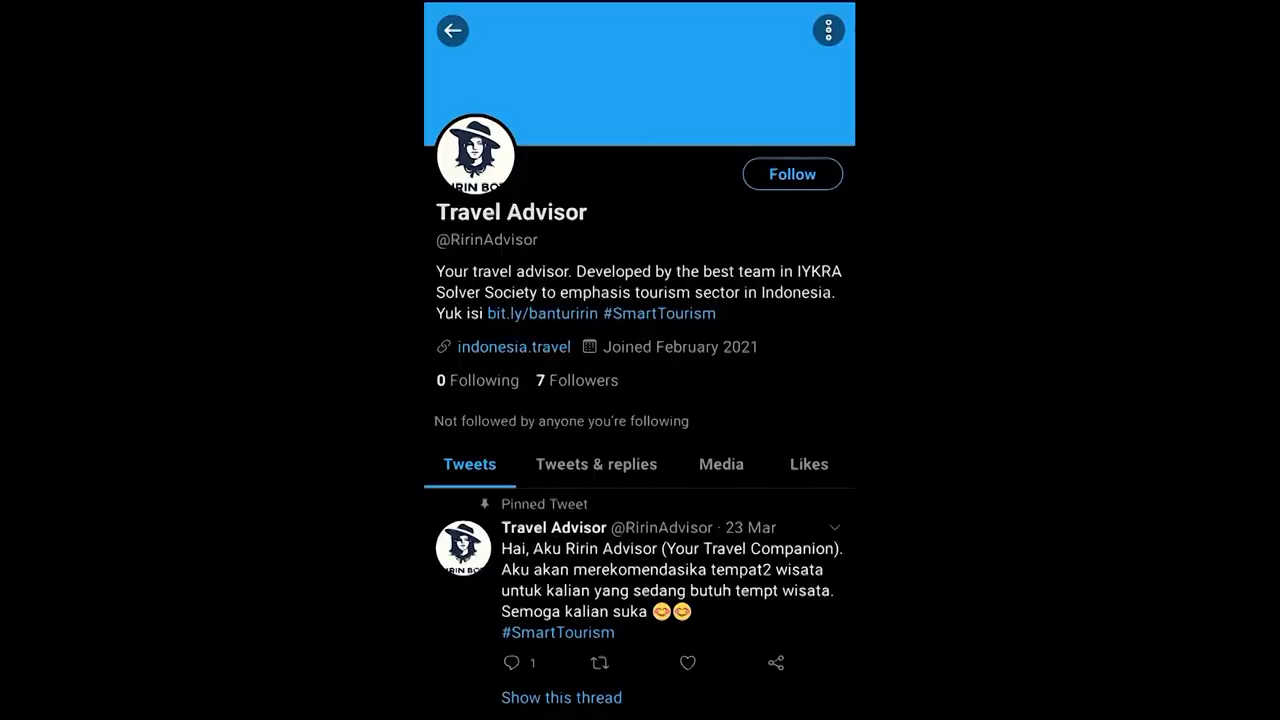 Follow
Travel Advisor
@RirinAdvisor
Your travel advisor. Developed by the best team in IYKRA
Solver Society to emphasis tourism sector in Indonesia.
Yuk isi bit.ly/banturirin #SmartTourism
indonesia.travel Joined February 2021
0 Following 7 Followers
Not followed by anyone you're following
Tweets Tweets & replies Media Likes
Pinned Tweet
Travel Advisor @RirinAdvisor · 23 Mar
Hai, Aku Ririn Advisor (Your Travel Companion).
Aku akan merekomendasika tempat2 wisata
untuk kalian yang sedang butuh tempt wisata.
Semoga kalian suka 😊😊
#SmartTourism
1
Show this thread